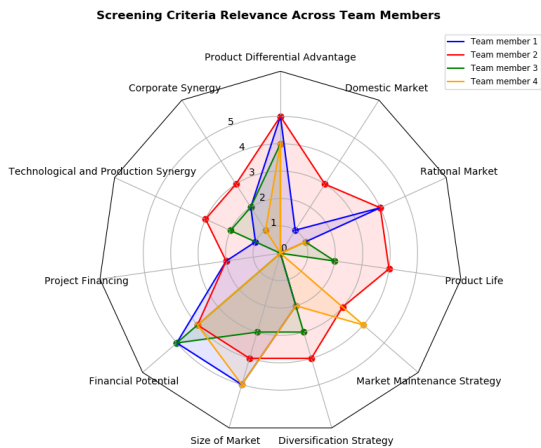 Screening Criteria Relevance Across Team Members
Team member 1
Team member 2
Team member 3
Team member 4
Product Differential Advantage
Corporate Synergy
Domestic Market
Technological and Production Synergy
Rational Market
Project Financing
Product Life
Financial Potential
Market Maintenance Strategy
Size of Market
Diversification Strategy
5
4
3
2
1
0